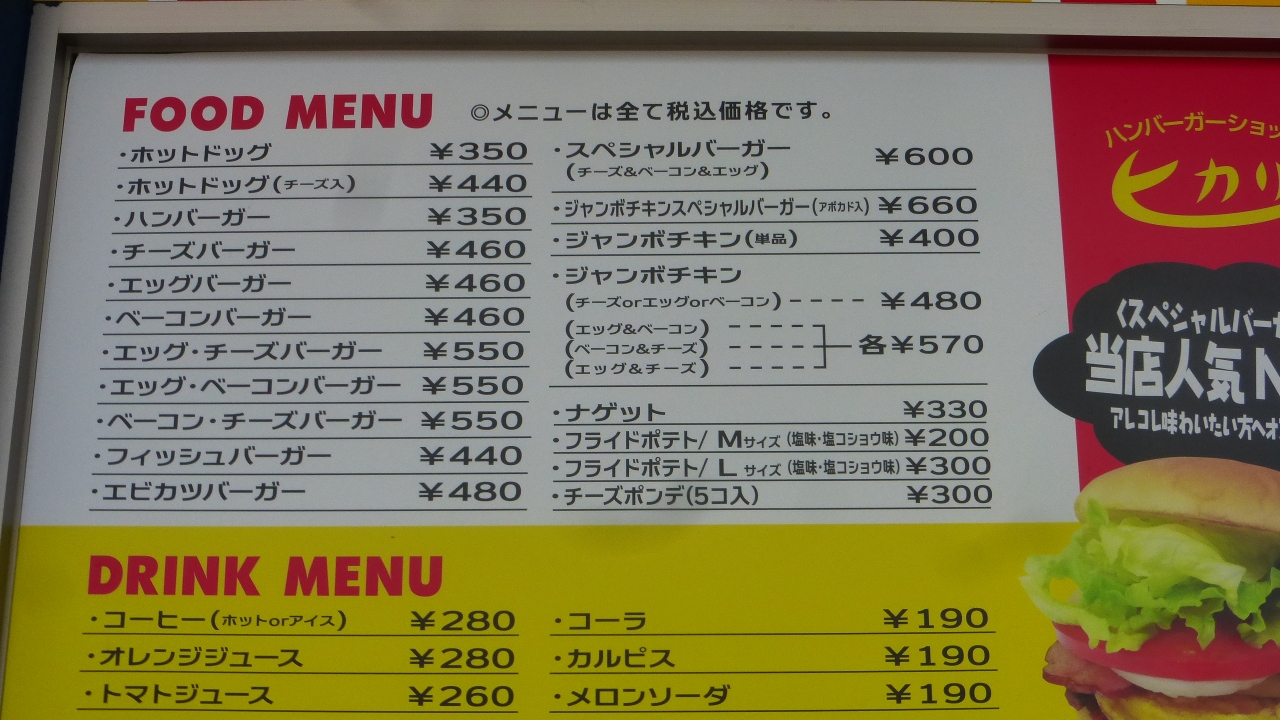 FOOD MENU
◎メニューは全て税込価格です。
・ホットドッグ ¥350
・ホットドッグ(チーズ入) ¥440
・ハンバーガー ¥350
・チーズバーガー ¥460
・エッグバーガー ¥460
・ベーコンバーガー ¥460
・エッグ・チーズバーガー ¥550
・エッグ・ベーコンバーガー ¥550
・ベーコン・チーズバーガー ¥550
・フィッシュバーガー ¥440
・エビカツバーガー ¥480
・スペシャルバーガー ¥600
(チーズ&ベーコン&エッグ)
・ジャンボチキンスペシャルバーガー(アボカド入) ¥660
・ジャンボチキン(単品) ¥400
・ジャンボチキン
(チーズorエッグorベーコン) ---- ¥480
(エッグ&ベーコン)
(ベーコン&チーズ) 各¥570
(エッグ&チーズ)
・ナゲット ¥330
・フライドポテト/ Mサイズ (塩味・塩コショウ味) ¥200
・フライドポテト/ L サイズ (塩味・塩コショウ味) ¥300
・チーズポンデ(5コ入) ¥300
DRINK MENU
・コーヒー(ホットorアイス) ¥280
・オレンジジュース ¥280
・トマトジュース ¥260
・コーラ ¥190
・カルピス ¥190
・メロンソーダ ¥190
ハンバーガーショッ
ヒカリ
〈スペシャルバー
当店人気N
アレコレ味わいたい方へオ